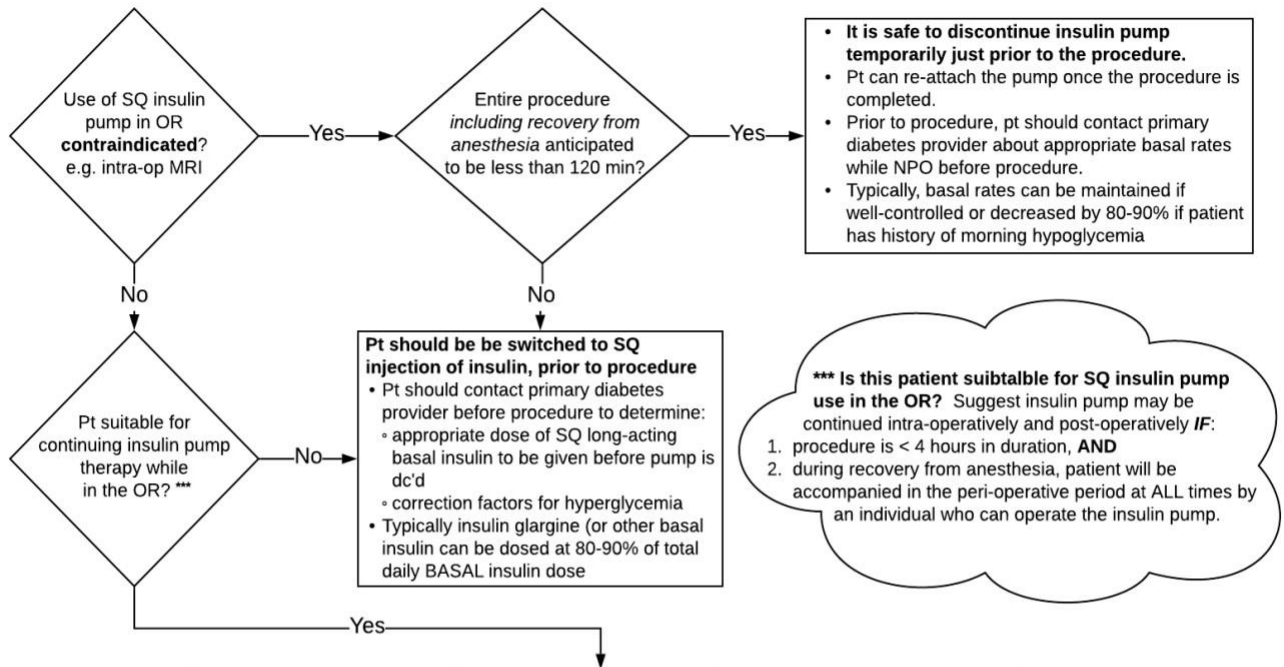 Use of SQ insulin
pump in OR
contraindicated?
e.g. intra-op MRI
Yes
Entire procedure
including recovery from
anesthesia anticipated
to be less than 120 min?
Yes
• It is safe to discontinue insulin pump
temporarily just prior to the procedure.
• Pt can re-attach the pump once the procedure is
completed.
• Prior to procedure, pt should contact primary
diabetes provider about appropriate basal rates
while NPO before procedure.
• Typically, basal rates can be maintained if
well-controlled or decreased by 80-90% if patient
has history of morning hypoglycemia
No
No
Pt suitable for
continuing insulin pump
therapy while
in the OR? ***
No
Pt should be be switched to SQ
injection of insulin, prior to procedure
• Pt should contact primary diabetes
provider before procedure to determine:
◦ appropriate dose of SQ long-acting
basal insulin to be given before pump is
dc'd
◦ correction factors for hyperglycemia
• Typically insulin glargine (or other basal
insulin can be dosed at 80-90% of total
daily BASAL insulin dose
*** Is this patient suibtalble for SQ insulin pump
use in the OR? Suggest insulin pump may be
continued intra-operatively and post-operatively IF:
1. procedure is < 4 hours in duration, AND
2. during recovery from anesthesia, patient will be
accompanied in the peri-operative period at ALL times by
an individual who can operate the insulin pump.
Yes